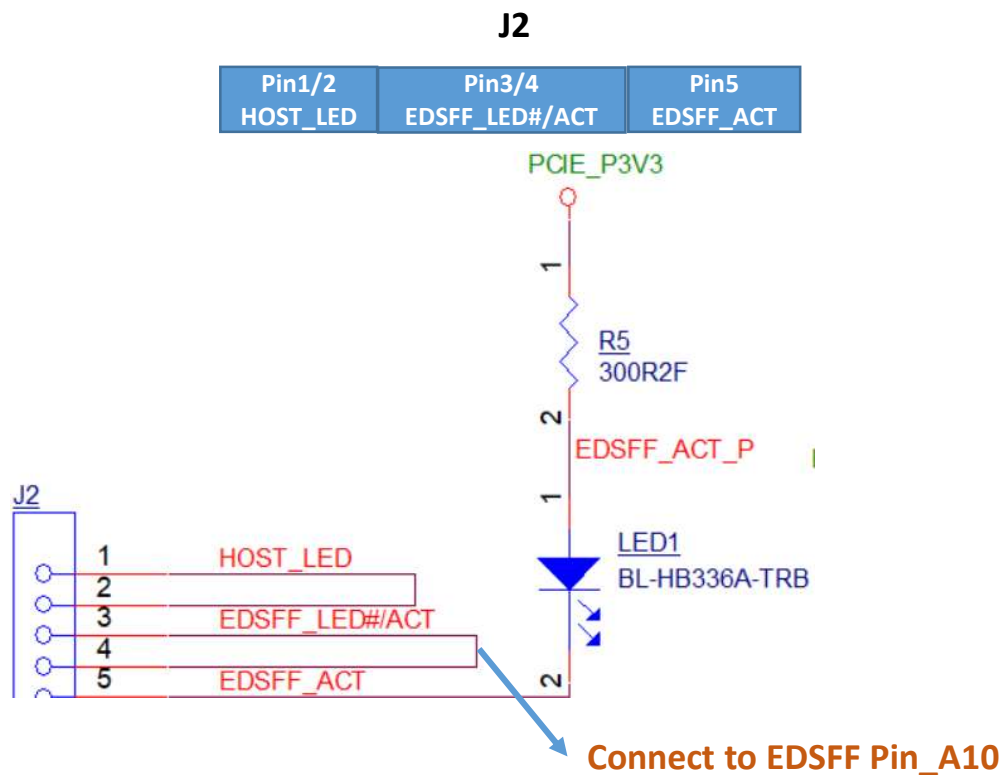 J2
Pin1/2 Pin3/4 Pin5
HOST_LED EDSFF_LED#/ACT EDSFF_ACT
PCIE_P3V3
1
R5
300R2F
2
EDSFF_ACT_P
1
J2
LED1
BL-HB336A-TRB
1 HOST_LED
2
3 EDSFF_LED#/ACT
4
5 EDSFF_ACT
2
Connect to EDSFF Pin_A10